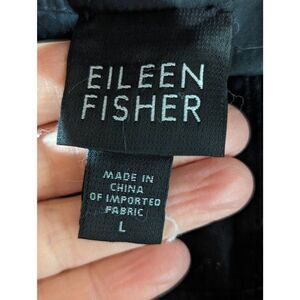 EILEEN
FISHER
MADE IN
CHINA
OF IMPORTED
FABRIC
L